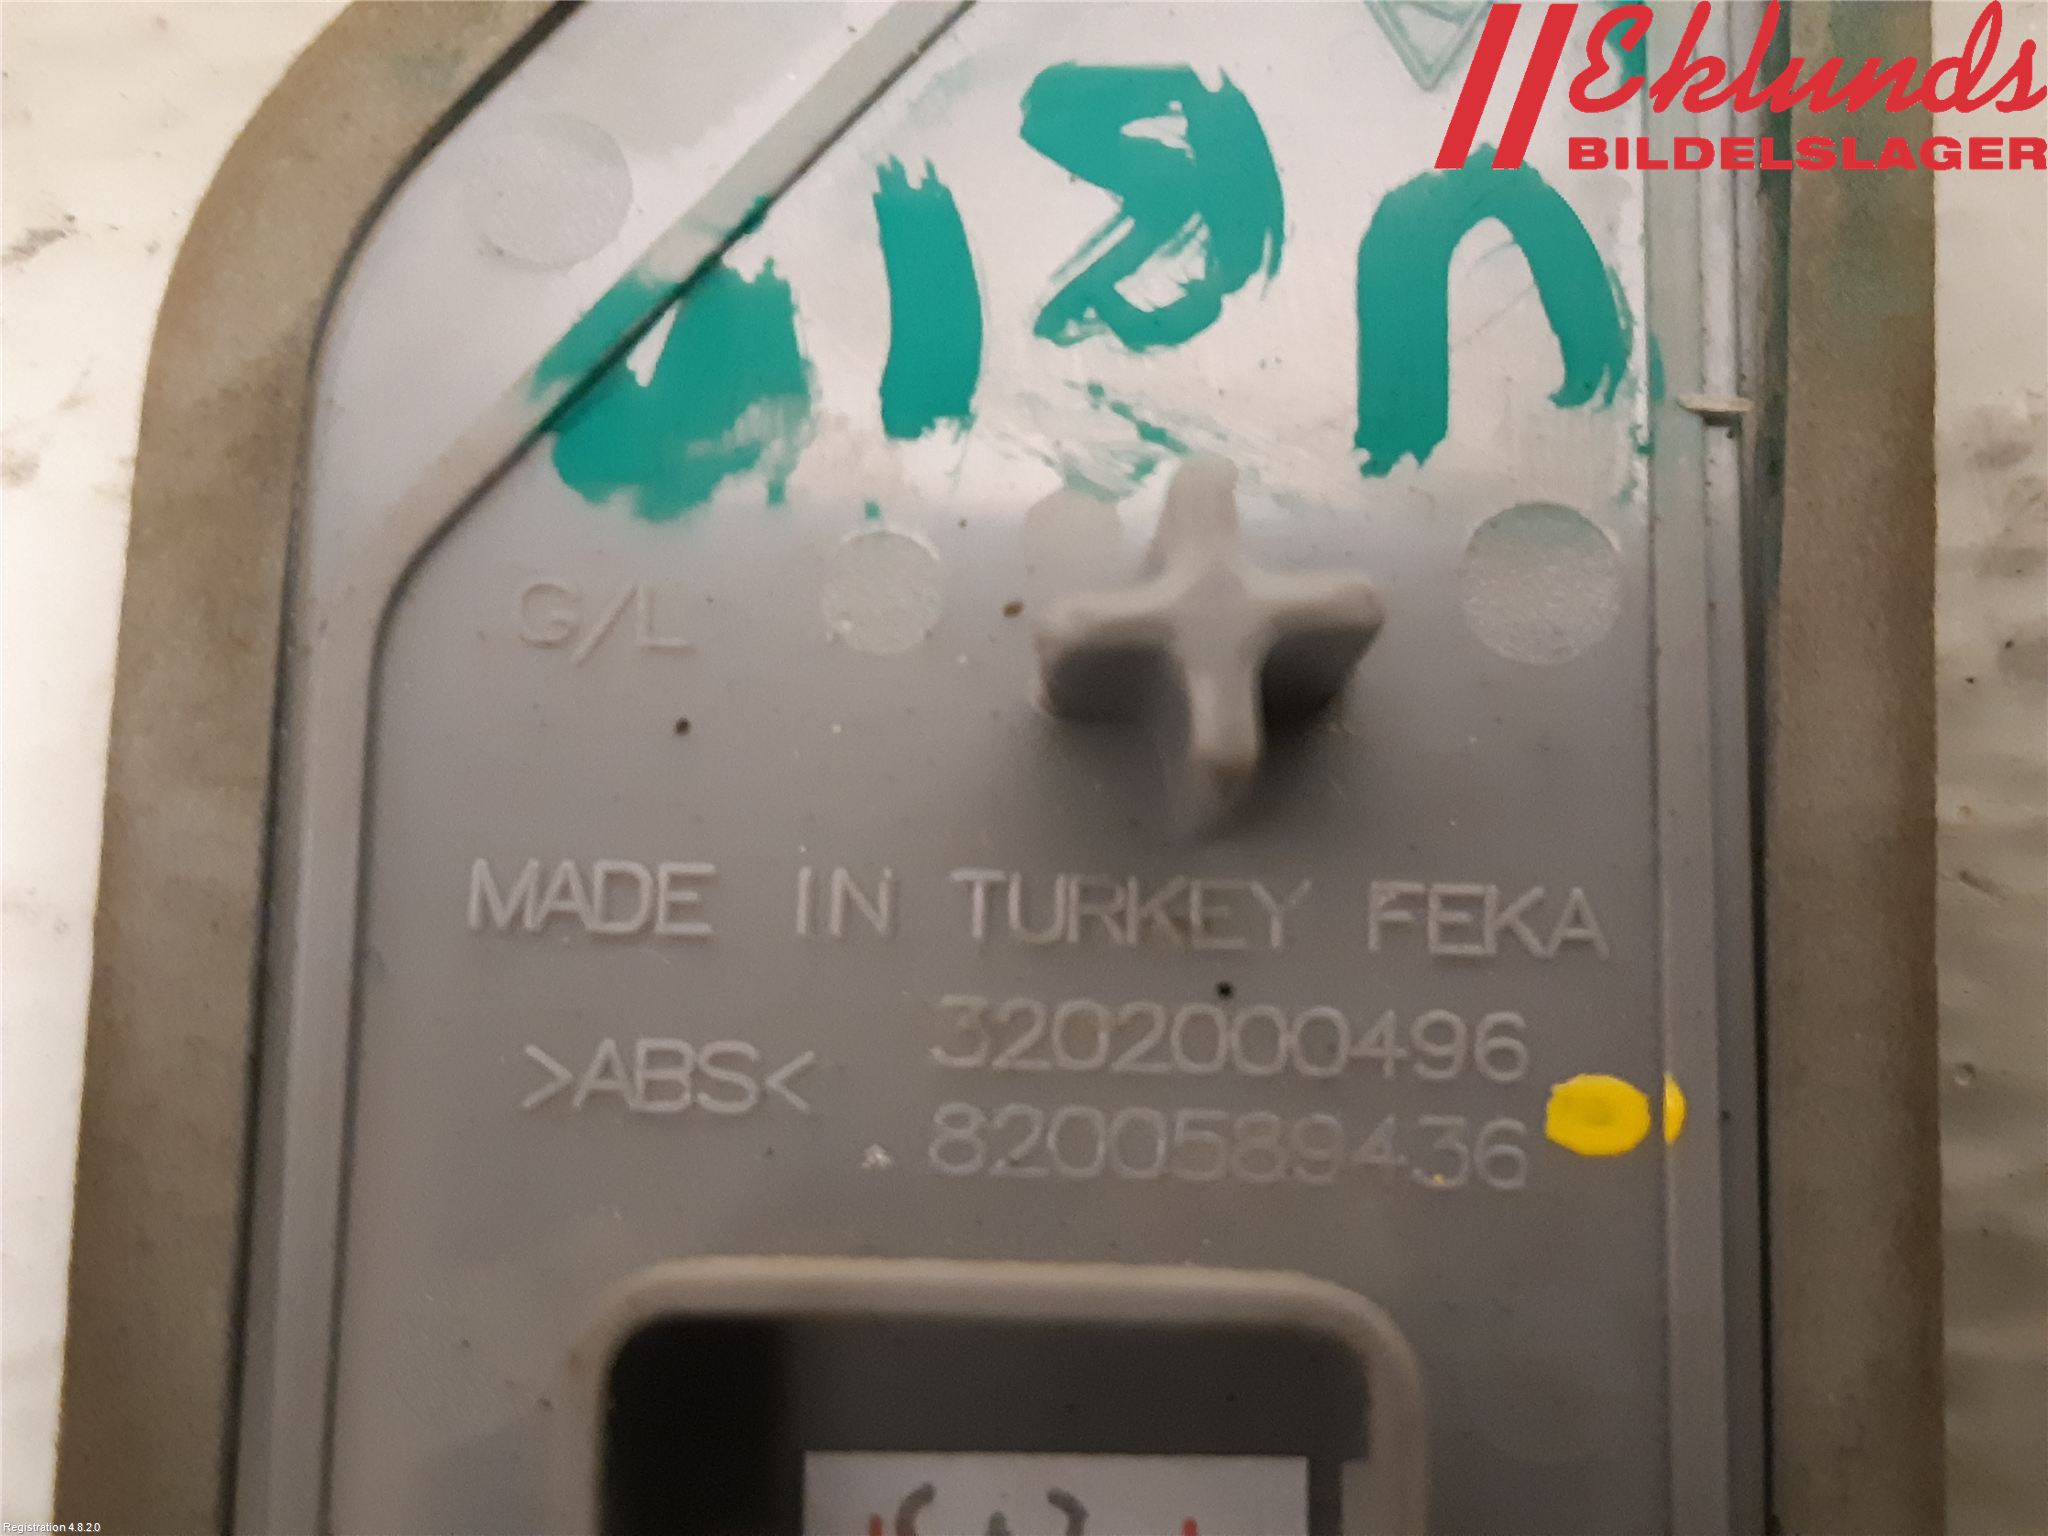 Eklunds
BILDELSLAGER
G/L
MADE IN TURKEY FEKA
>ABS<
3202000496
8200589436
Registration 4.8.2.0